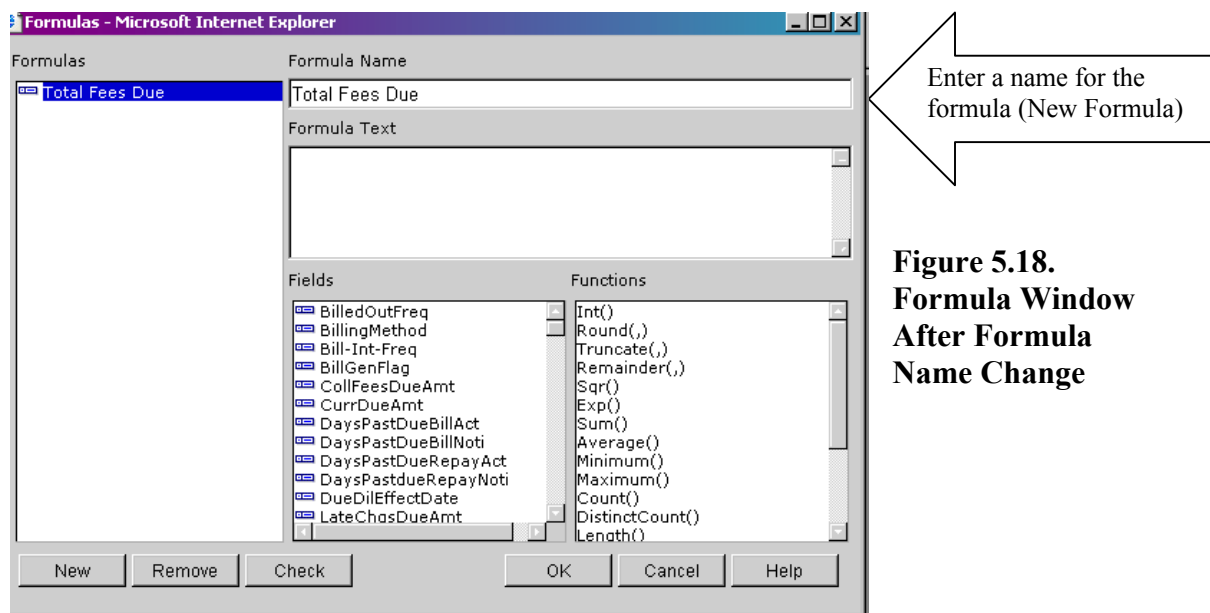 Formulas - Microsoft Internet Explorer
Formulas
Total Fees Due
Formula Name
Total Fees Due
Formula Text
Fields
BilledOutFreq
BillingMethod
Bill-Int-Freq
BillGenFlag
CollFeesDueAmt
CurrDueAmt
DaysPastDueBillAct
DaysPastDueBillNoti
DaysPastDueRepayAct
DaysPastdueRepayNoti
DueDilEffectDate
LateChgsDueAmt
Functions
Int()
Round(,)
Truncate(,)
Remainder(,)
Sqr()
Exp()
Sum()
Average()
Minimum()
Maximum()
Count()
DistinctCount()
Length()
New
Remove
Check
OK
Cancel
Help
Enter a name for the
formula (New Formula)
Figure 5.18.
Formula Window
After Formula
Name Change